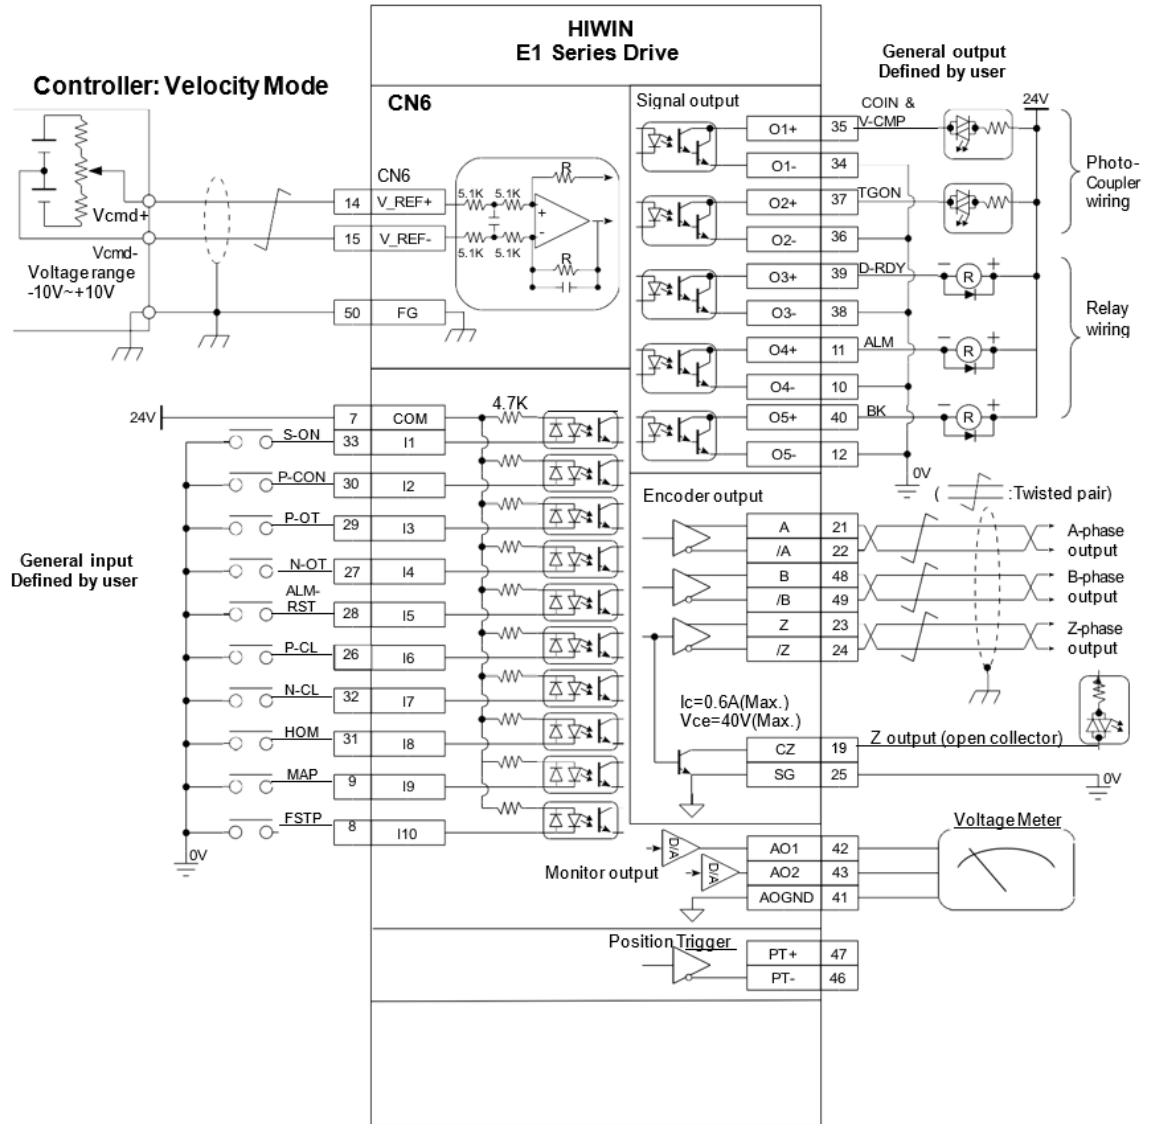 HIWIN
E1 Series Drive
Controller: Velocity Mode
CN6
Signal output
General output
Defined by user
COIN &
V-CMP
24V
O1+ 35
O1- 34
TGON
O2+ 37
O2- 36
D-RDY
O3+ 39
O3- 38
ALM
O4+ 11
O4- 10
BK
O5+ 40
O5- 12
0V
R
R
R
− +
− +
− +
Photo-
Coupler
wiring
Relay
wiring
Vcmd+
Vcmd-
Voltage range
-10V~+10V
CN6
14 V_REF+
15 V_REF-
50 FG
5.1K 5.1K
5.1K 5.1K
R
R
+
-
24V
7 COM
4.7K
General input
Defined by user
S-ON 33 I1
P-CON 30 I2
P-OT 29 I3
N-OT 27 I4
ALM-
RST 28 I5
P-CL 26 I6
N-CL 32 I7
HOM 31 I8
MAP 9 I9
FSTP 8 I10
0V
Encoder output
( :Twisted pair)
A 21
/A 22
B 48
/B 49
Z 23
/Z 24
A-phase
output
B-phase
output
Z-phase
output
Ic=0.6A(Max.)
Vce=40V(Max.)
CZ 19
SG 25
Z output (open collector)
0V
Monitor output
D/A
D/A
AO1 42
AO2 43
AOGND 41
Voltage Meter
Position Trigger
PT+ 47
PT- 46